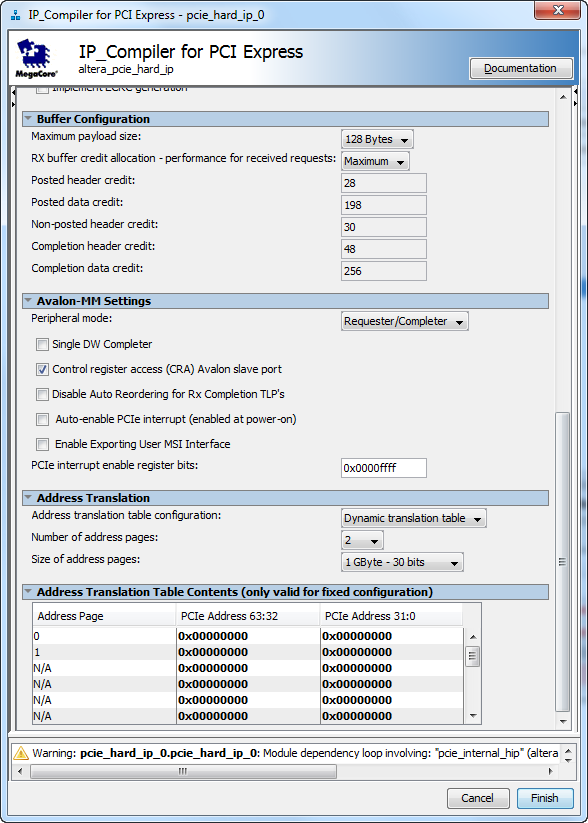 IP_Compiler for PCI Express - pcie_hard_ip_0
IP_Compiler for PCI Express
altera_pcie_hard_ip
MegaCore®
Documentation
Implement ECRC generation
Buffer Configuration
Maximum payload size: 128 Bytes
RX buffer credit allocation - performance for received requests: Maximum
Posted header credit: 28
Posted data credit: 198
Non-posted header credit: 30
Completion header credit: 48
Completion data credit: 256
Avalon-MM Settings
Peripheral mode: Requester/Completer
Single DW Completer
Control register access (CRA) Avalon slave port
Disable Auto Reordering for Rx Completion TLP's
Auto-enable PCIe interrupt (enabled at power-on)
Enable Exporting User MSI Interface
PCIe interrupt enable register bits: 0x0000ffff
Address Translation
Address translation table configuration: Dynamic translation table
Number of address pages: 2
Size of address pages: 1 GByte - 30 bits
Address Translation Table Contents (only valid for fixed configuration)
Address Page PCIe Address 63:32 PCIe Address 31:0
0 0x00000000 0x00000000
1 0x00000000 0x00000000
N/A 0x00000000 0x00000000
N/A 0x00000000 0x00000000
N/A 0x00000000 0x00000000
N/A 0x00000000 0x00000000
Warning: pcie_hard_ip_0.pcie_hard_ip_0: Module dependency loop involving: "pcie_internal_hip" (altera
Cancel Finish